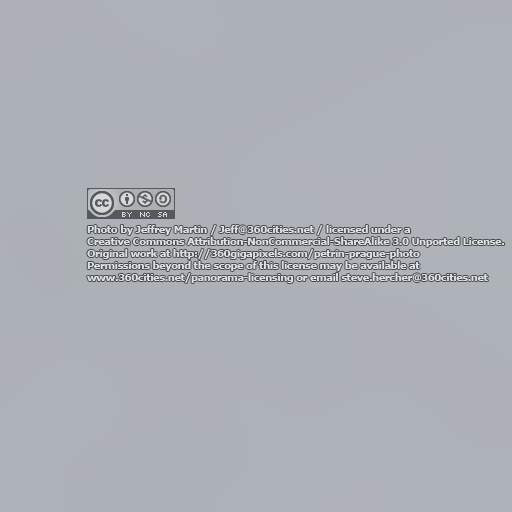 cc
BY NC SA
Photo by Jeffrey Martin / Jeff@360cities.net / licensed under a
Creative Commons Attribution-NonCommercial-ShareAlike 3.0 Unported License.
Original work at http://360gigapixels.com/petrin-prague-photo
Permissions beyond the scope of this license may be available at
www.360cities.net/panorama-licensing or email steve.hercher@360cities.net